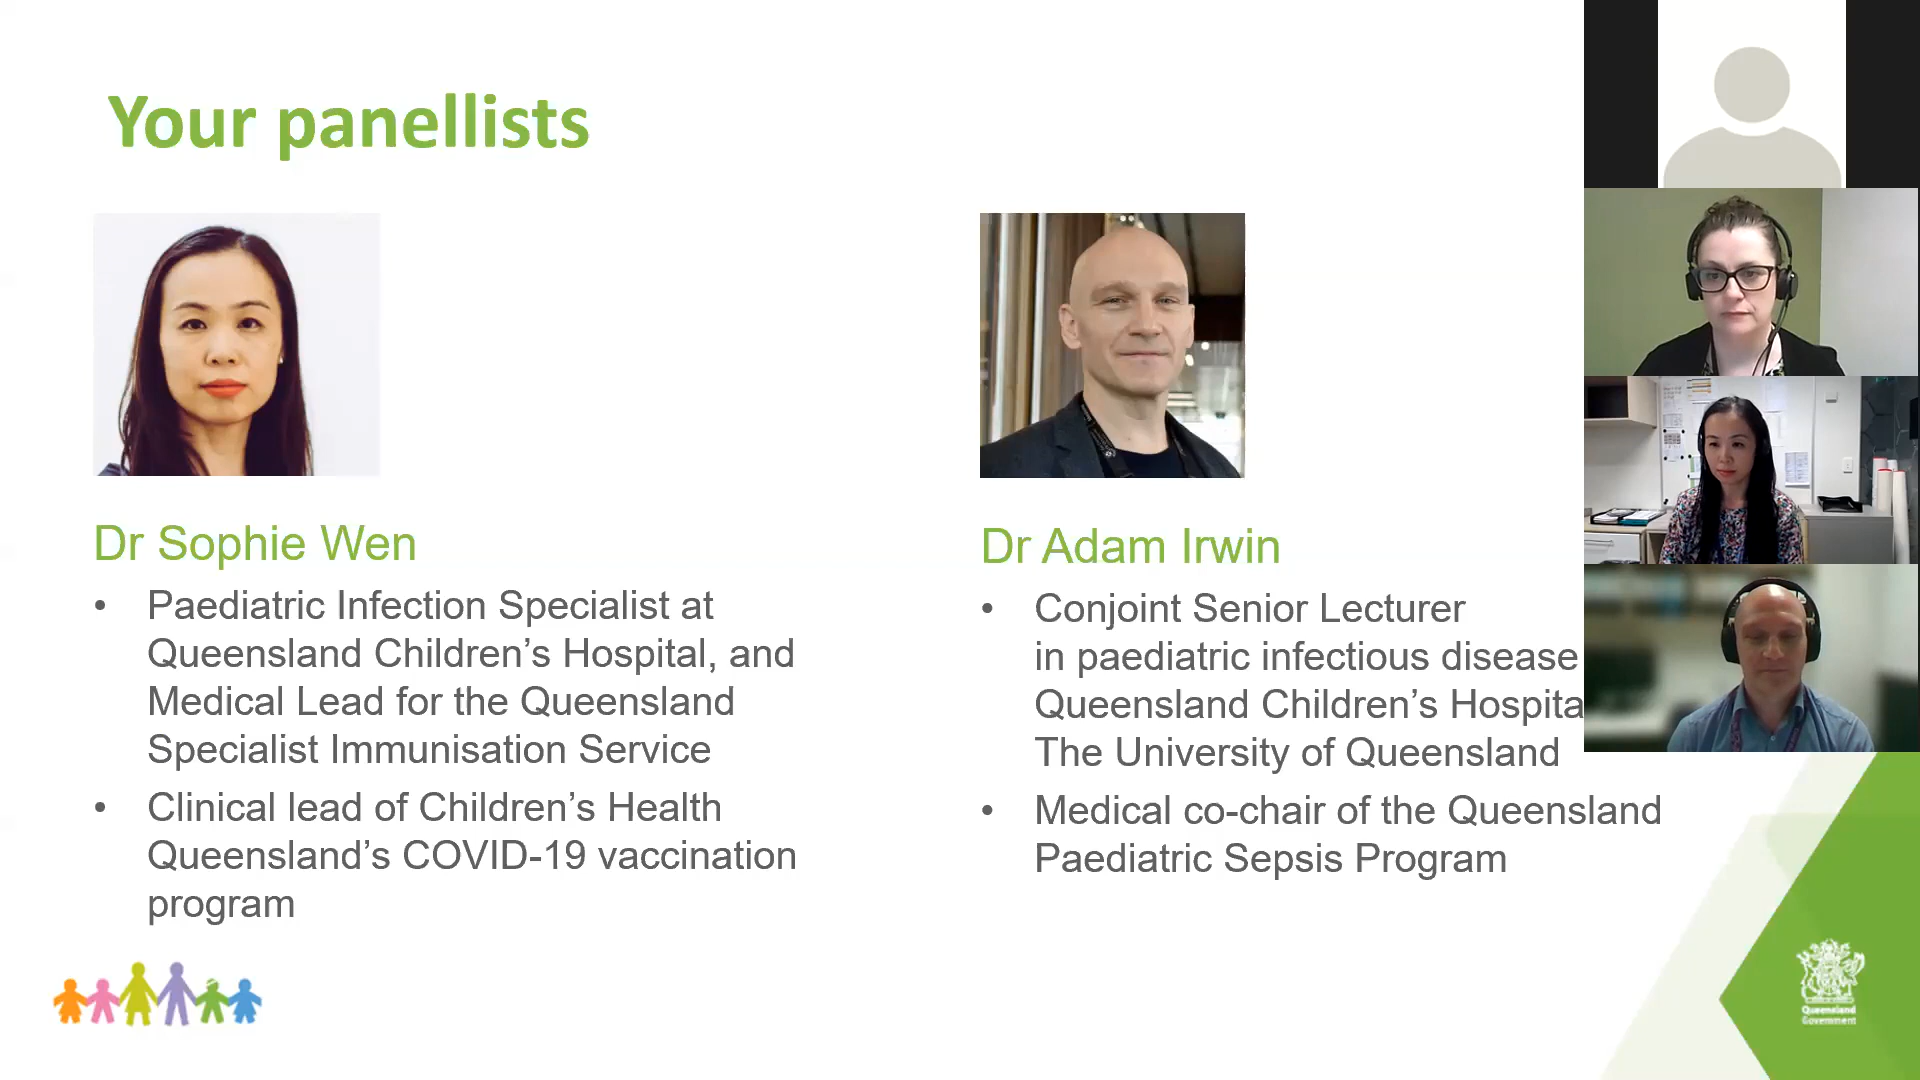 Your panellists
Dr Sophie Wen
• Paediatric Infection Specialist at
Queensland Children’s Hospital, and
Medical Lead for the Queensland
Specialist Immunisation Service
• Clinical lead of Children’s Health
Queensland’s COVID-19 vaccination
program
Dr Adam Irwin
• Conjoint Senior Lecturer
in paediatric infectious disease
Queensland Children’s Hospita
The University of Queensland
• Medical co-chair of the Queensland
Paediatric Sepsis Program
Queensland
Government